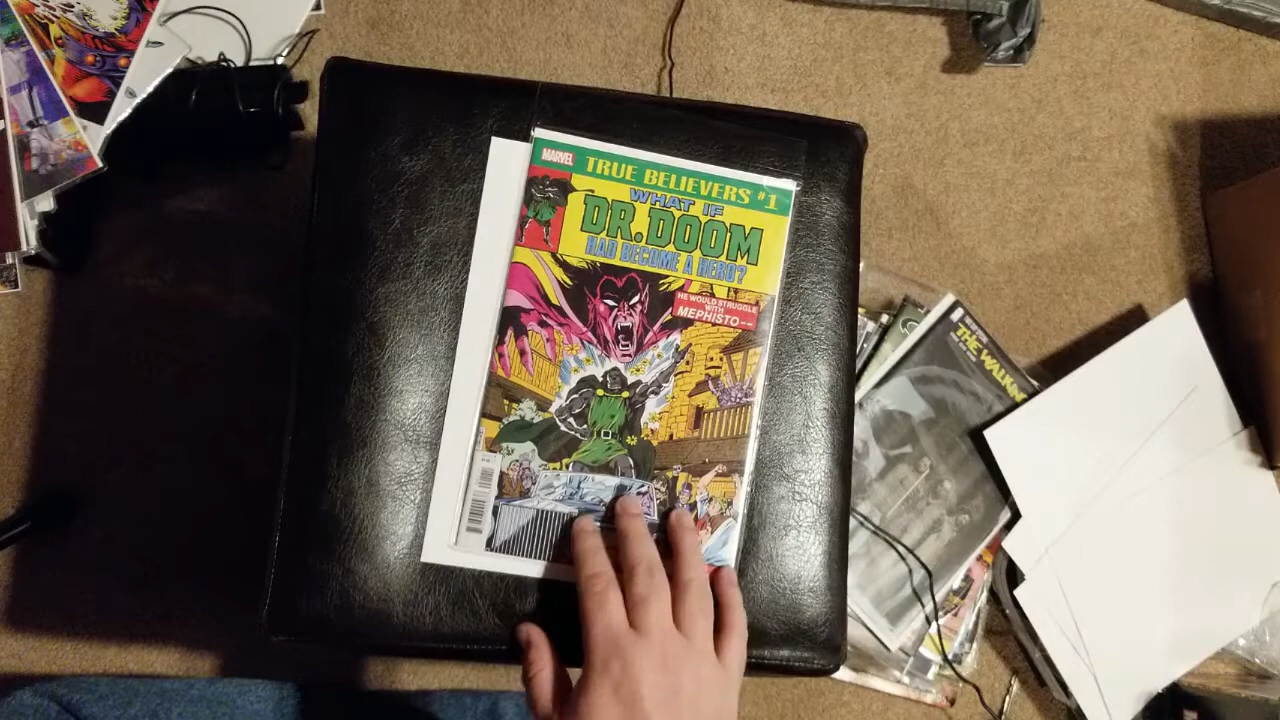 MARVEL
TRUE BELIEVERS #1
WHAT IF
DR. DOOM
HAD BECOME A HERO?
HE WOULD STRUGGLE
WITH
MEPHISTO--
THE WALKIN